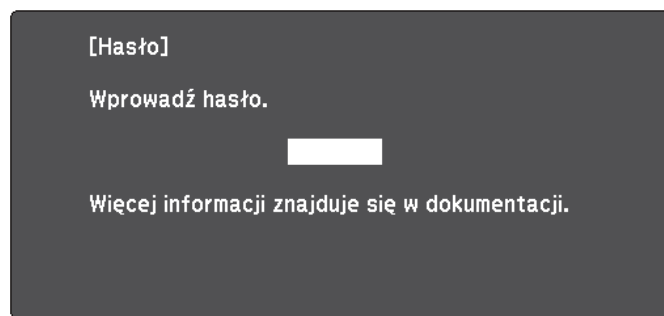 [Hasło]
Wprowadź hasło.
Więcej informacji znajduje się w dokumentacji.